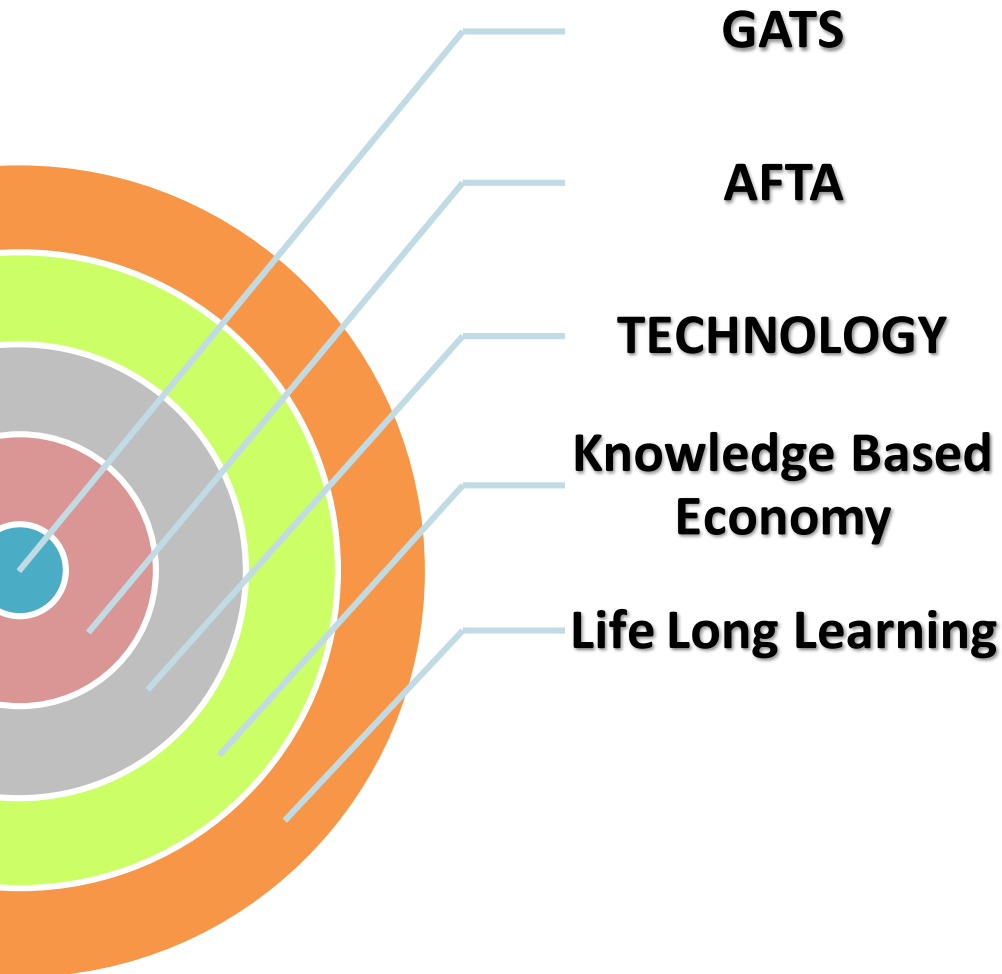 GATS
AFTA
TECHNOLOGY
Knowledge Based
Economy
Life Long Learning